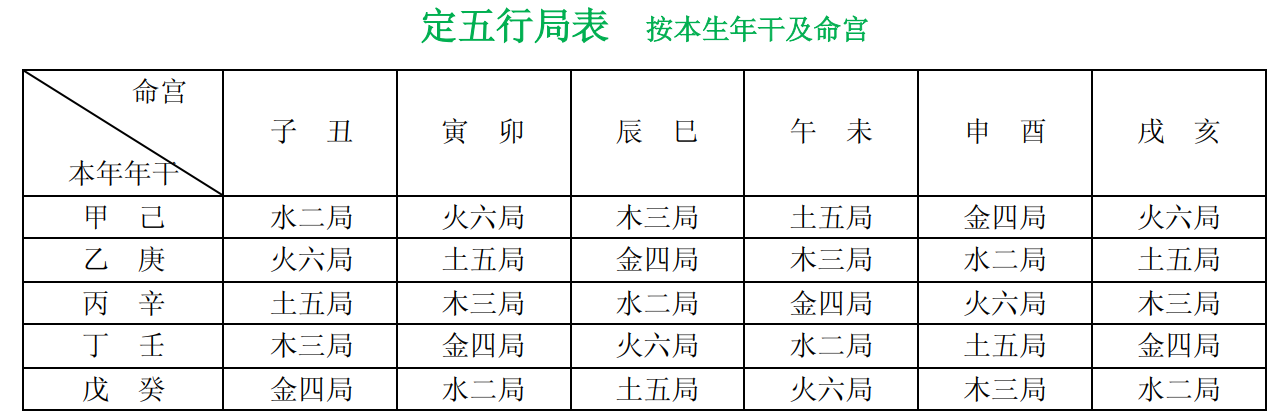 定五行局表 按本生年干及命宫
命宫
本年年干
子 丑 寅 卯 辰 巳 午 未 申 酉 戌 亥
甲 己 水二局 火六局 木三局 土五局 金四局 火六局
乙 庚 火六局 土五局 金四局 木三局 水二局 土五局
丙 辛 土五局 木三局 水二局 金四局 火六局 木三局
丁 壬 木三局 金四局 火六局 水二局 土五局 金四局
戊 癸 金四局 水二局 土五局 火六局 木三局 水二局